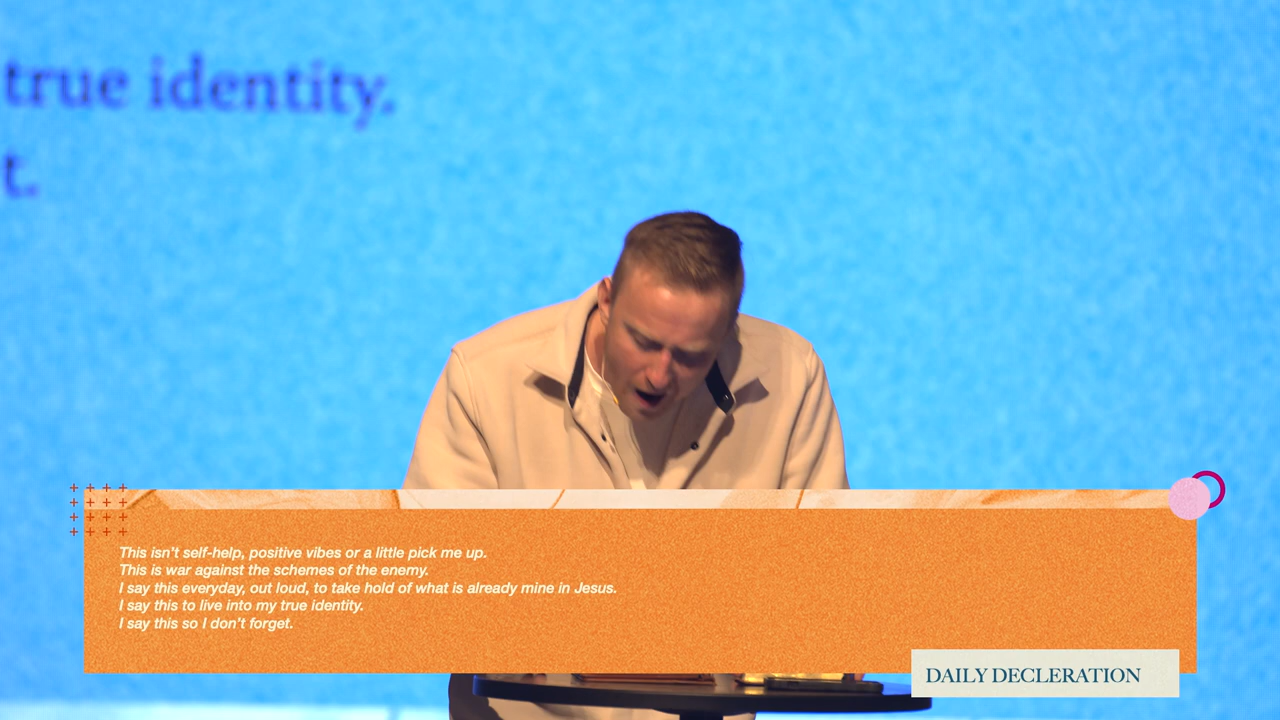 true identity.
t.
This isn't self-help, positive vibes or a little pick me up.
This is war against the schemes of the enemy.
I say this everyday, out loud, to take hold of what is already mine in Jesus.
I say this to live into my true identity.
I say this so I don't forget.
DAILY DECLERATION